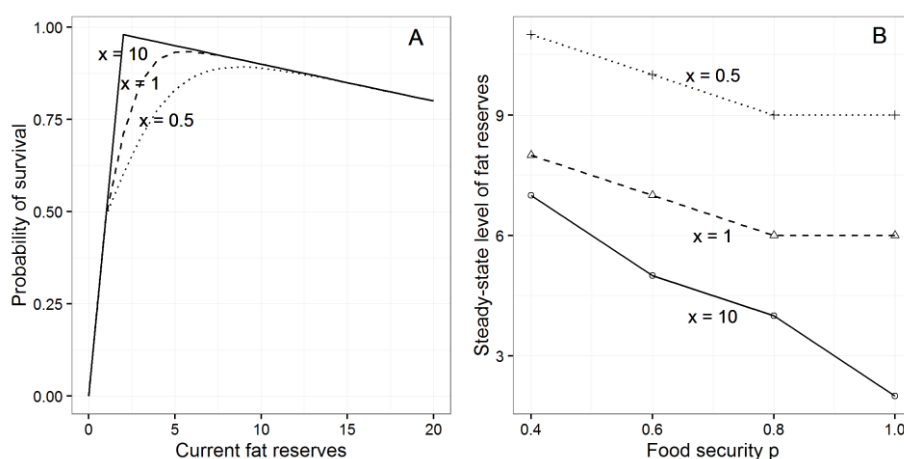 A
B
1.00
0.75
0.50
0.25
0.00
Probability of survival
x = 10
x = 1
x = 0.5
0
5
10
15
20
Current fat reserves
9
6
3
Steady-state level of fat reserves
x = 0.5
x = 1
x = 10
0.4
0.6
0.8
1.0
Food security p